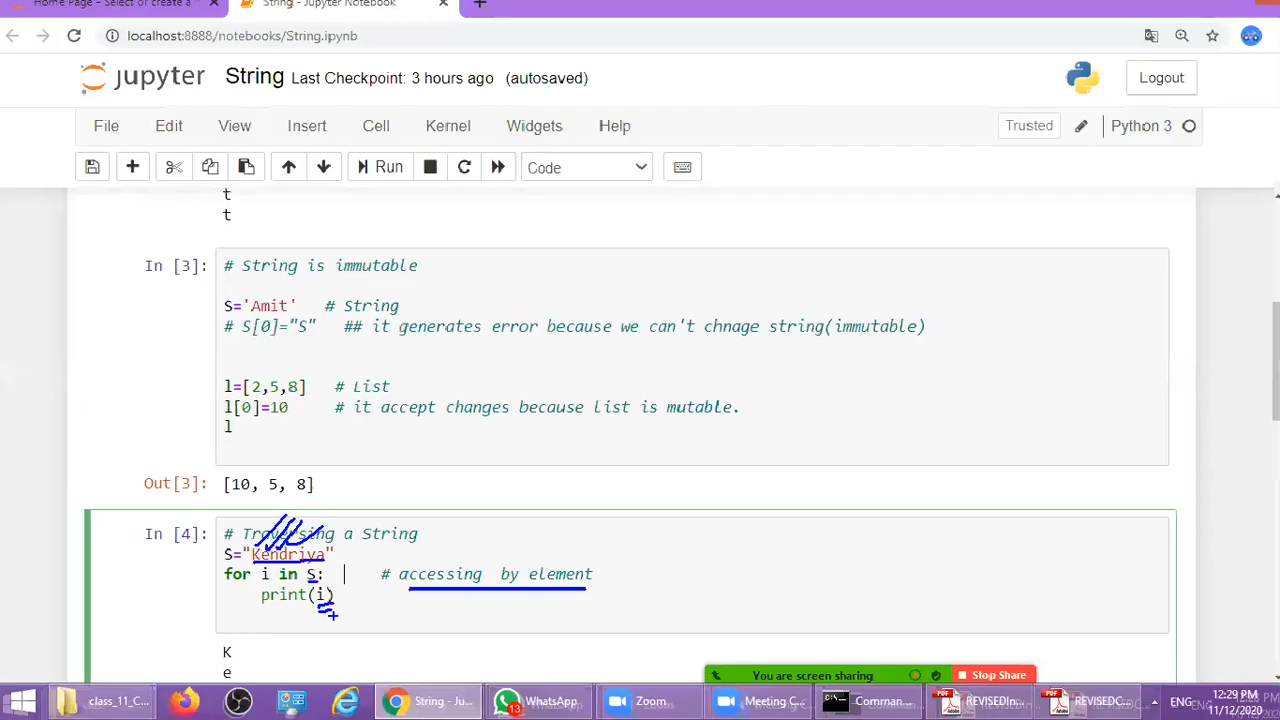 Home Page - Select or create a
String - Jupyter Notebook
localhost:8888/notebooks/String.ipynb
jupyter String Last Checkpoint: 3 hours ago (autosaved)
Logout
File Edit View Insert Cell Kernel Widgets Help
Trusted Python 3
Run Code
t
t
In [3]: # String is immutable
S='Amit' # String
# S[0]="S" ## it generates error because we can't chnage string(immutable)
l=[2,5,8] # List
l[0]=10 # it accept changes because list is mutable.
l
Out[3]: [10, 5, 8]
In [4]: # Traversing a String
S="Kendriya"
for i in S: # accessing by element
print(i)
K
e
You are screen sharing Stop Share
class_11_C... String - Ju... WhatsApp 13 Zoom Meeting C... Comman... REVISEDIn... REVISEDC... ENG 12:29 PM
11/12/2020